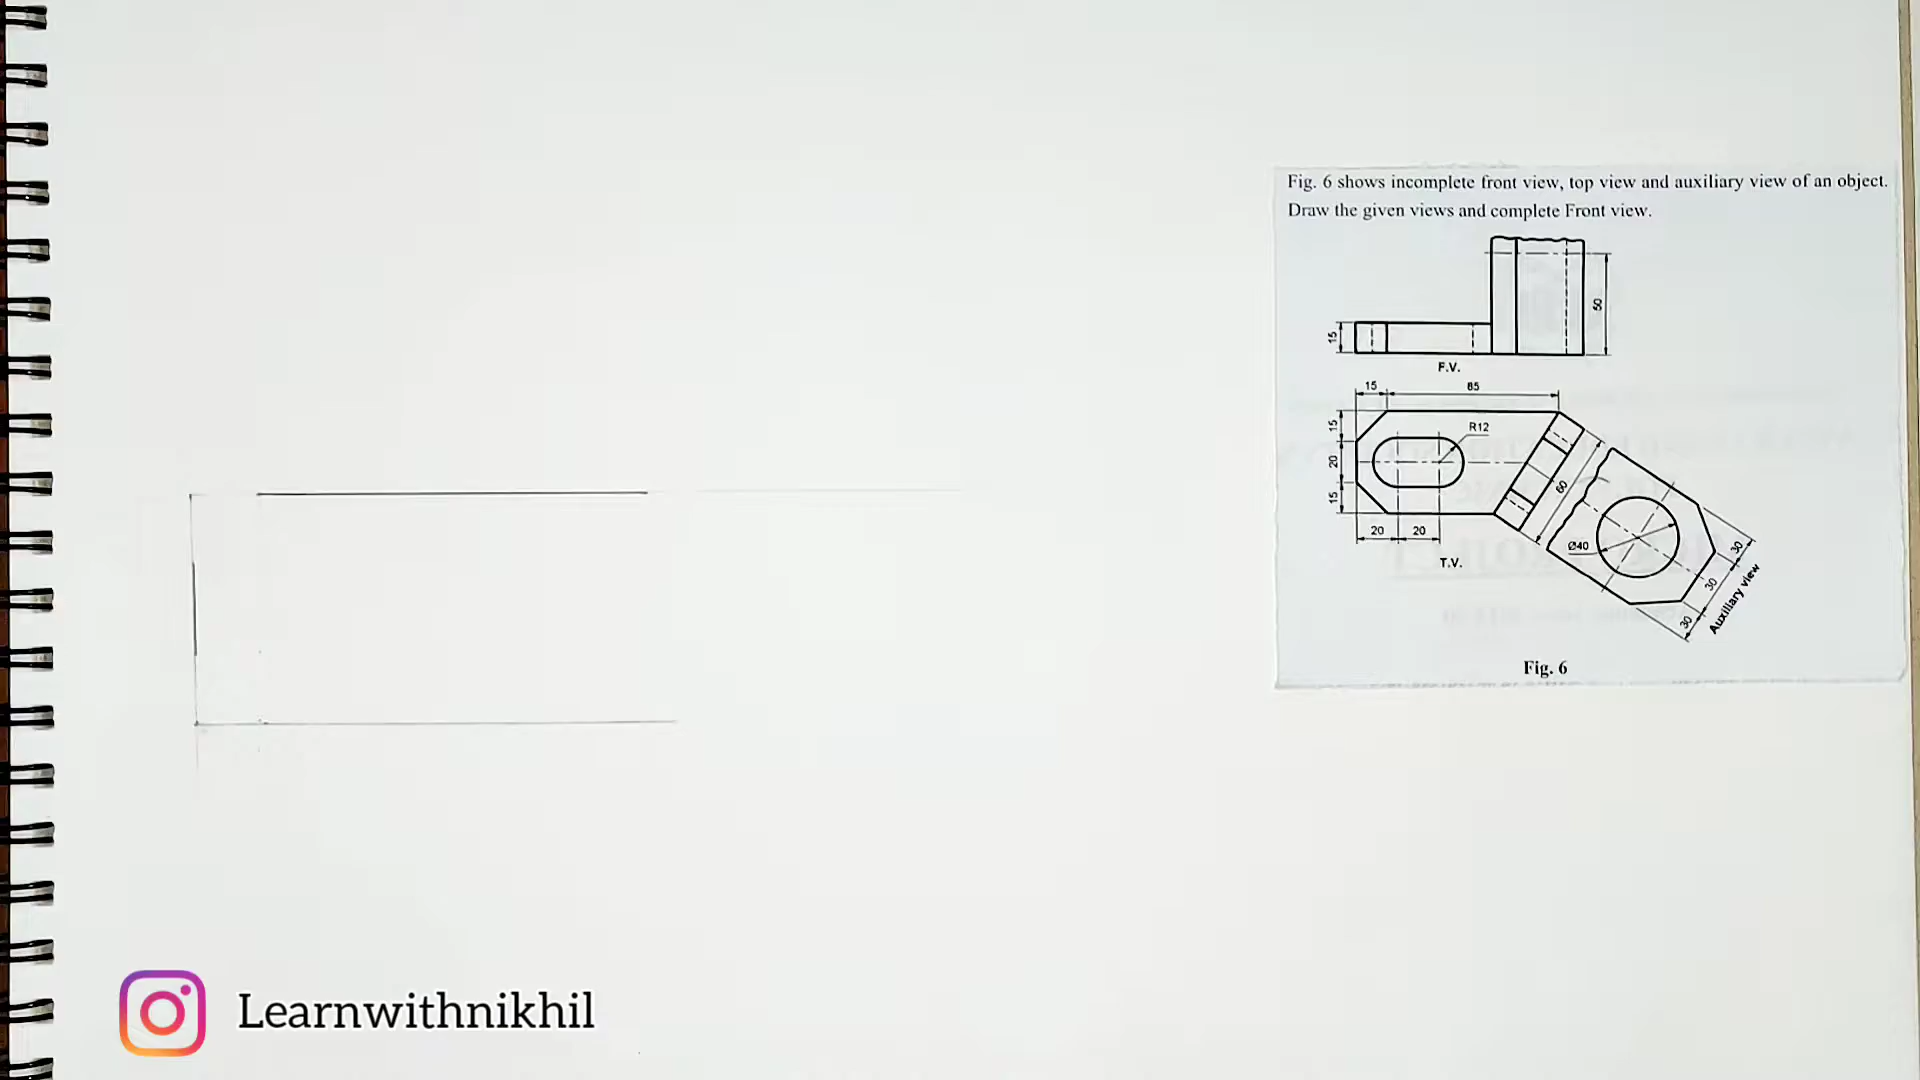 Fig. 6 shows incomplete front view, top view and auxiliary view of an object.
Draw the given views and complete Front view.
50
15
F.V.
15
85
15
R12
20
60
15
20
20
Ø40
30
T.V.
30
Auxiliary view
30
Fig. 6
Learnwithnikhil